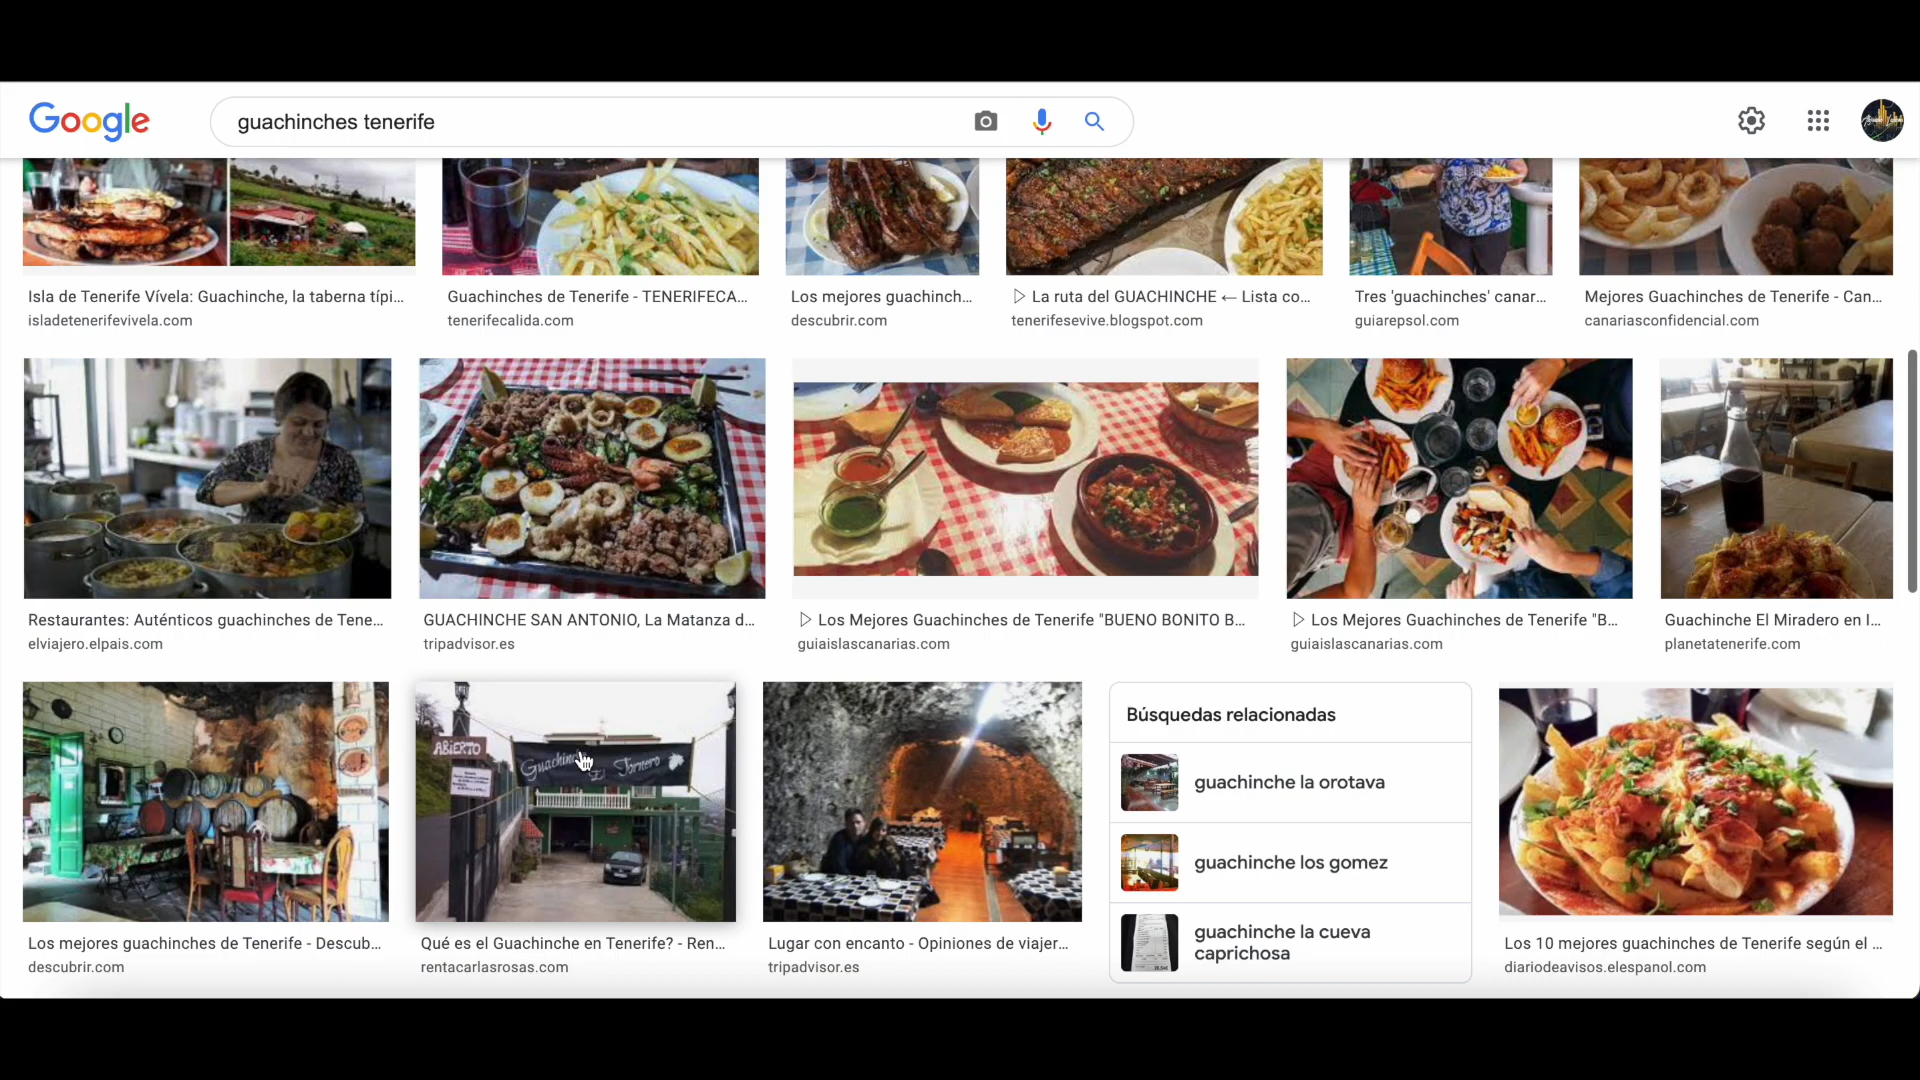 Google
guachinches tenerife
Isla de Tenerife Vívela: Guachinche, la taberna típi...
isladetenerifevivela.com
Guachinches de Tenerife - TENERIFECA...
tenerifecalida.com
Los mejores guachinch...
descubrir.com
▷ La ruta del GUACHINCHE ← Lista co...
tenerifesevive.blogspot.com
Tres 'guachinches' canar...
guiarepsol.com
Mejores Guachinches de Tenerife - Can...
canariasconfidencial.com
Restaurantes: Auténticos guachinches de Tene...
elviajero.elpais.com
GUACHINCHE SAN ANTONIO, La Matanza d...
tripadvisor.es
▷ Los Mejores Guachinches de Tenerife "BUENO BONITO B...
guiaislascanarias.com
▷ Los Mejores Guachinches de Tenerife "B...
guiaislascanarias.com
Guachinche El Miradero en I...
planetatenerife.com
ABIERTO
El Tornero
Los mejores guachinches de Tenerife - Descub...
descubrir.com
Qué es el Guachinche en Tenerife? - Ren...
rentacarlasrosas.com
Lugar con encanto - Opiniones de viajer...
tripadvisor.es
Búsquedas relacionadas
guachinche la orotava
guachinche los gomez
guachinche la cueva
caprichosa
Los 10 mejores guachinches de Tenerife según el ...
diariodeavisos.elespanol.com